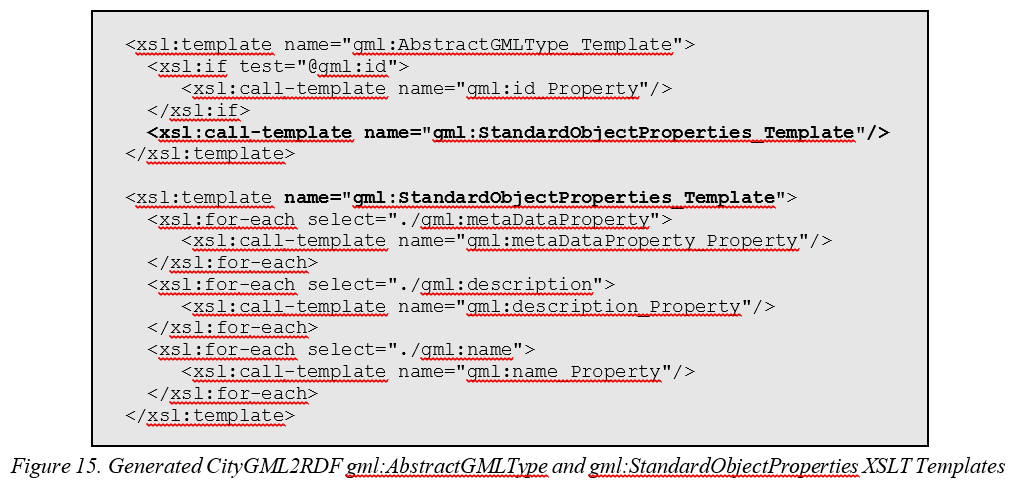 <xsl:template name="gml:AbstractGMLType_Template">
<xsl:if test="@gml:id">
<xsl:call-template name="gml:id_Property"/>
</xsl:if>
<xsl:call-template name="gml:StandardObjectProperties_Template"/>
</xsl:template>
<xsl:template name="gml:StandardObjectProperties_Template">
<xsl:for-each select="./gml:metaDataProperty">
<xsl:call-template name="gml:metaDataProperty_Property"/>
</xsl:for-each>
<xsl:for-each select="./gml:description">
<xsl:call-template name="gml:description_Property"/>
</xsl:for-each>
<xsl:for-each select="./gml:name">
<xsl:call-template name="gml:name_Property"/>
</xsl:for-each>
</xsl:template>
Figure 15. Generated CityGML2RDF gml:AbstractGMLType and gml:StandardObjectProperties XSLT Templates